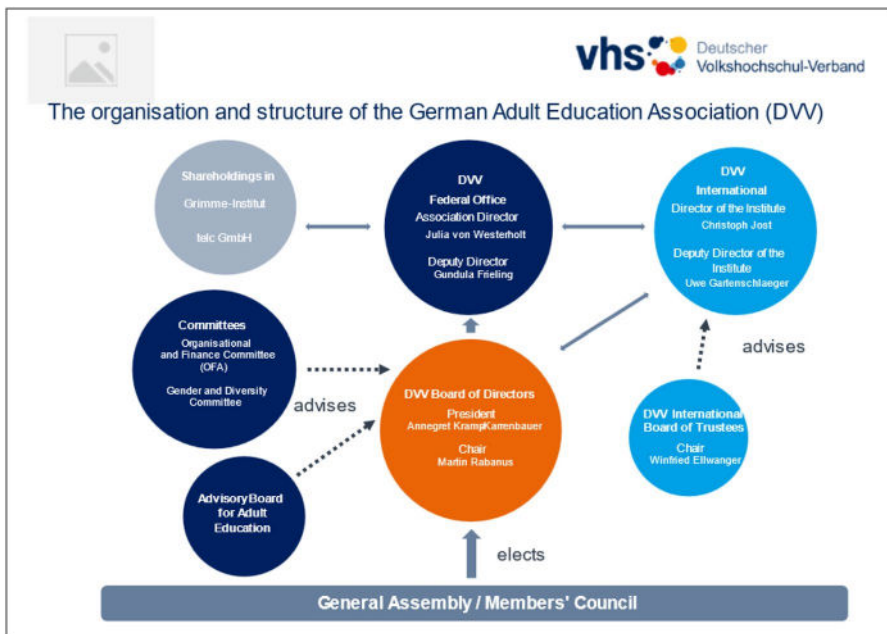 vhs Deutscher
Volkshochschul-Verband
The organisation and structure of the German Adult Education Association (DVV)
Shareholdings in
Grimme-Institut
telc GmbH
DVV
Federal Office
Association Director
Julia von Westerholt
Deputy Director
Gundula Frieling
DVV
International
Director of the Institute
Christoph Jost
Deputy Director of the
Institute
Uwe Gartenschlaeger
Committees
Organisational
and Finance Committee
(OFA)
Gender and Diversity
Committee
advises
advises
DVV Board of Directors
President
Annegret Kramp-Karrenbauer
Chair
Martin Rabanus
DVV International
Board of Trustees
Chair
Winfried Ellwanger
Advisory Board
for Adult
Education
elects
General Assembly / Members' Council